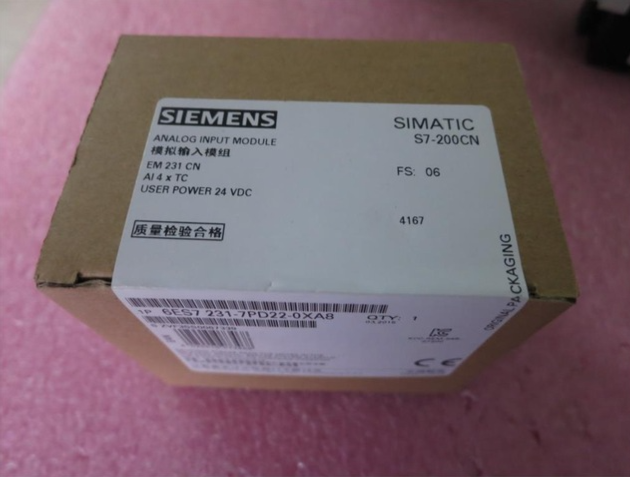 SIEMENS
SIMATIC
S7-200CN
ANALOG INPUT MODULE
模拟输入模组
EM 231 CN
AI 4 x TC
USER POWER 24 VDC
FS: 06
4167
质量检验合格
ORIGINAL PACKAGING
1P 6ES7 231-7PD22-0XA8
QTY: 1
CE